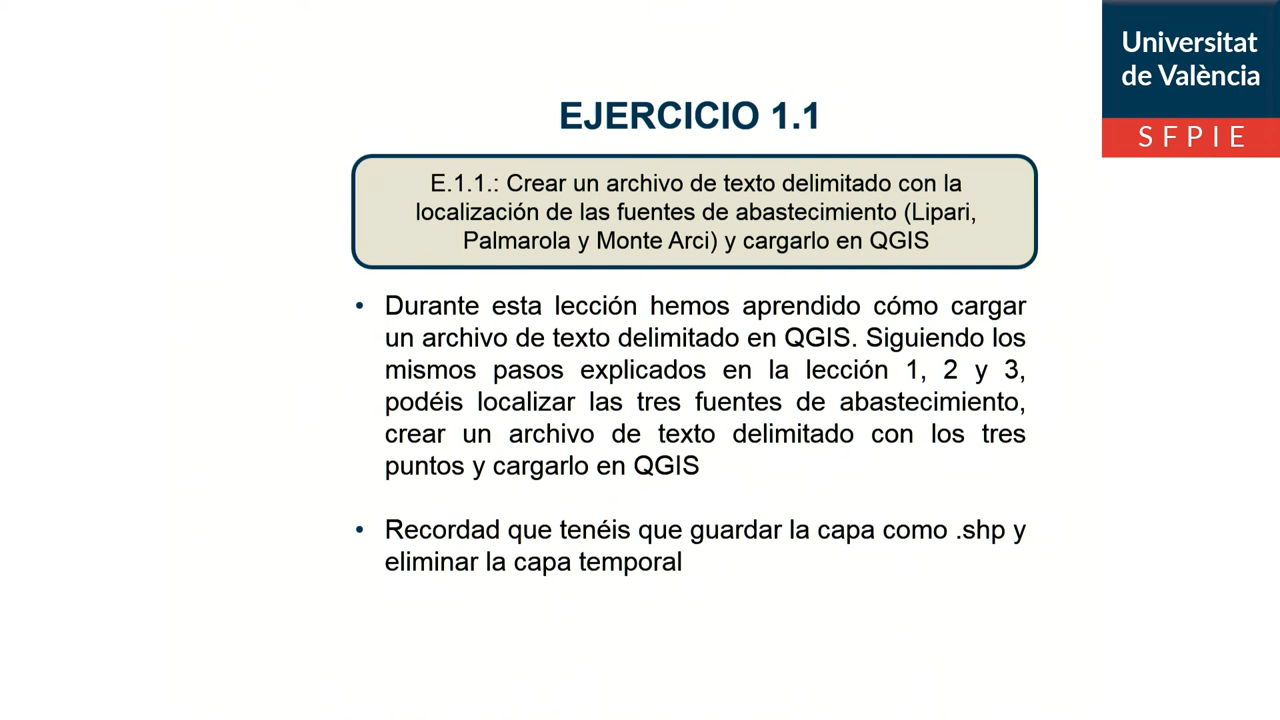 Universitat
de València
SFPIE
EJERCICIO 1.1
E.1.1.: Crear un archivo de texto delimitado con la
localización de las fuentes de abastecimiento (Lipari,
Palmarola y Monte Arci) y cargarlo en QGIS
• Durante esta lección hemos aprendido cómo cargar
un archivo de texto delimitado en QGIS. Siguiendo los
mismos pasos explicados en la lección 1, 2 y 3,
podéis localizar las tres fuentes de abastecimiento,
crear un archivo de texto delimitado con los tres
puntos y cargarlo en QGIS
• Recordad que tenéis que guardar la capa como .shp y
eliminar la capa temporal